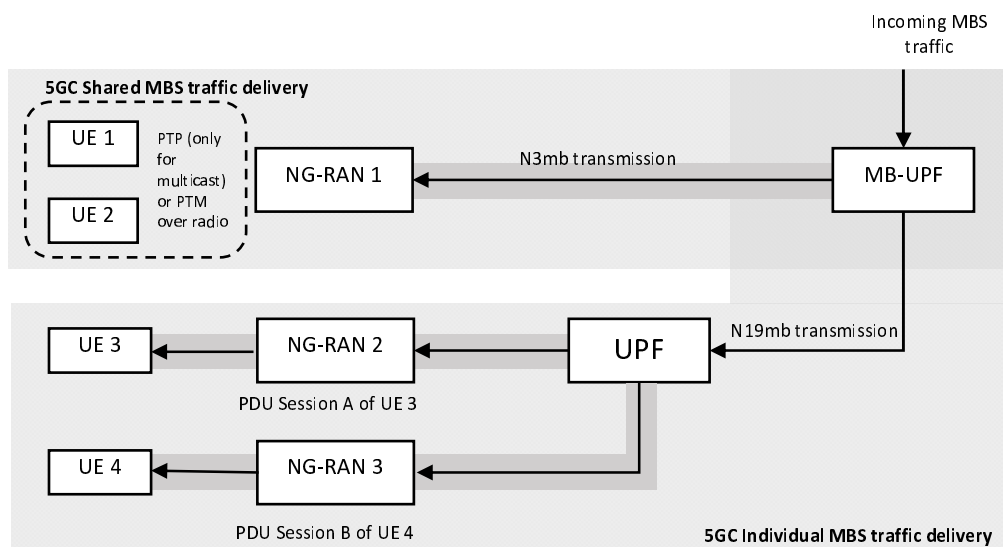 Incoming MBS
traffic
5GC Shared MBS traffic delivery
UE 1
UE 2
PTP (only
for
multicast)
or PTM
over radio
NG-RAN 1
N3mb transmission
MB-UPF
N19mb transmission
UE 3
NG-RAN 2
UPF
PDU Session A of UE 3
UE 4
NG-RAN 3
PDU Session B of UE 4
5GC Individual MBS traffic delivery